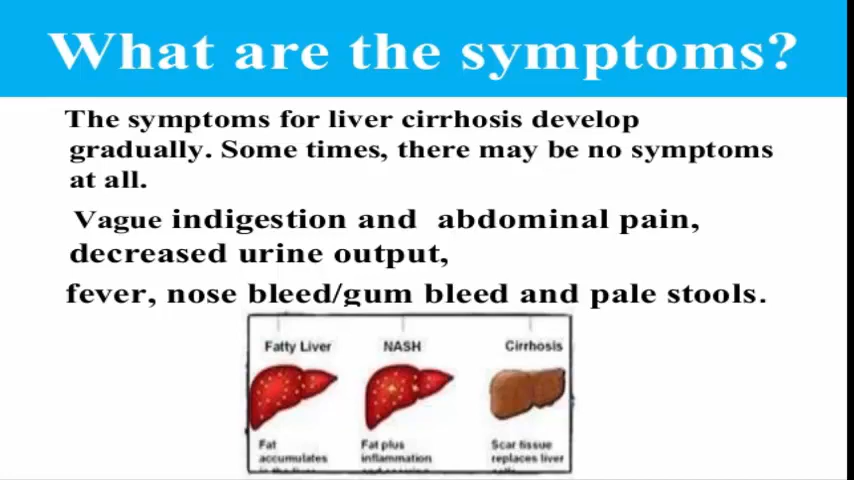 What are the symptoms?
The symptoms for liver cirrhosis develop
gradually. Some times, there may be no symptoms
at all.
Vague indigestion and abdominal pain,
decreased urine output,
fever, nose bleed/gum bleed and pale stools.
Fatty Liver NASH Cirrhosis
Fat Fat plus Scar tissue
accumulates inflammation replaces liver